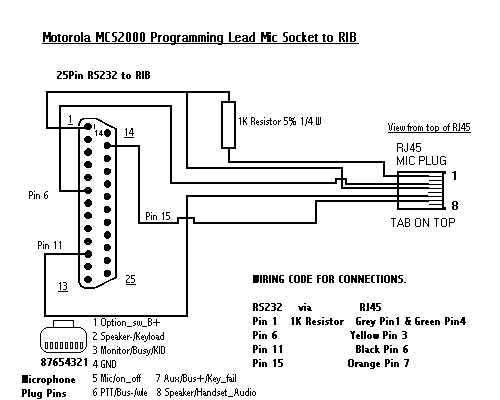 Motorola MCS2000 Programming Lead Mic Socket to RIB
25Pin RS232 to RIB
1
1
14
14
1K Resistor 5% 1/4 W
View from top of RJ45
RJ45
MIC PLUG
1
Pin 6
8
Pin 15
TAB ON TOP
Pin 11
13
25
WIRING CODE FOR CONNECTIONS.
RS232 via RJ45
Pin 1 1K Resistor Grey Pin1 & Green Pin4
Pin 6 Yellow Pin 3
Pin 11 Black Pin 6
Pin 15 Orange Pin 7
87654321
Microphone
Plug Pins
1 Option_sw_B+
2 Speaker-/Keyload
3 Monitor/Busy/KID
4 GND
5 Mic/on_off 7 Aux/Bus+/Key_fail
6 PTT/Bus-/wle 8 Speaker/Handset_Audio